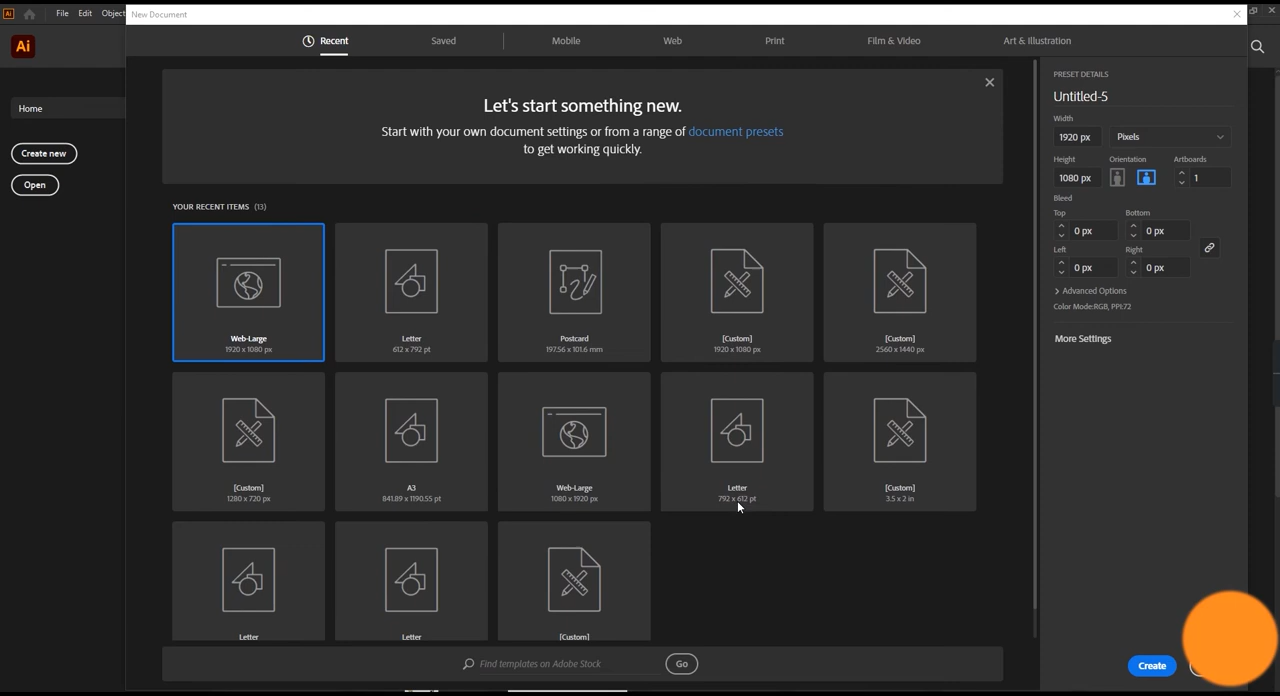 Ai
File Edit Object
New Document
Ai
Recent Saved Mobile Web Print Film & Video Art & Illustration
Home
Create new
Open
Let's start something new.
Start with your own document settings or from a range of document presets
to get working quickly.
YOUR RECENT ITEMS (13)
Web-Large
1920 x 1080 px
Letter
612 x 792 pt
Postcard
197.56 x 101.6 mm
[Custom]
1920 x 1080 px
[Custom]
2560 x 1440 px
[Custom]
1280 x 720 px
A3
841.89 x 1190.55 pt
Web-Large
1080 x 1920 px
Letter
792 x 612 pt
[Custom]
3.5 x 2 in
Letter
Letter
[Custom]
Find templates on Adobe Stock
Go
PRESET DETAILS
Untitled-5
Width
1920 px Pixels
Height Orientation Artboards
1080 px 1
Bleed
Top Bottom
0 px 0 px
Left Right
0 px 0 px
Advanced Options
Color Mode:RGB, PPI:72
More Settings
Create